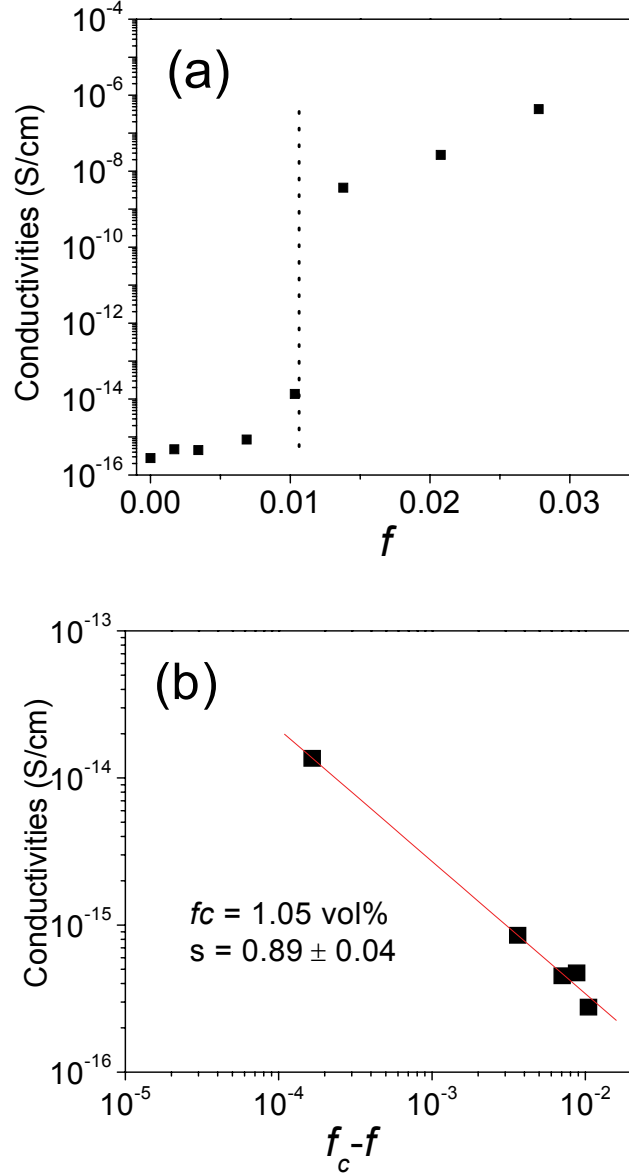 (a)
Conductivities (S/cm)
10⁻⁴
10⁻⁶
10⁻⁸
10⁻¹⁰
10⁻¹²
10⁻¹⁴
10⁻¹⁶
0.00 0.01 0.02 0.03
f
(b)
Conductivities (S/cm)
10⁻¹³
10⁻¹⁴
10⁻¹⁵
10⁻¹⁶
fc = 1.05 vol%
s = 0.89 ± 0.04
10⁻⁵ 10⁻⁴ 10⁻³ 10⁻²
f_c-f